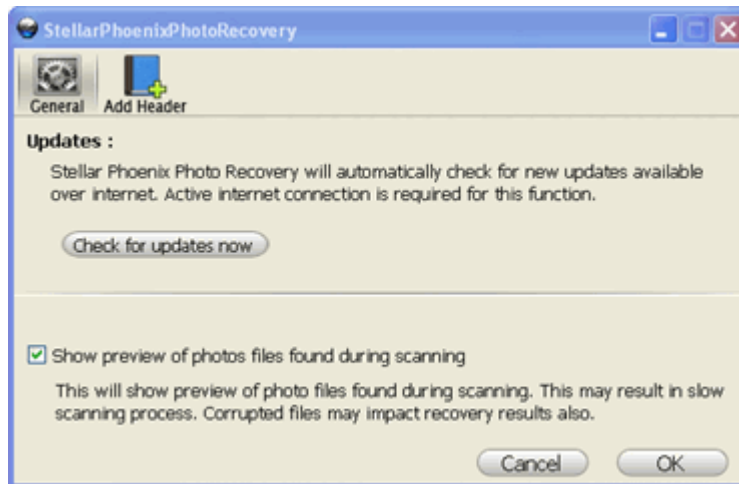 StellarPhoenixPhotoRecovery
General Add Header
Updates :
Stellar Phoenix Photo Recovery will automatically check for new updates available
over internet. Active internet connection is required for this function.
Check for updates now
Show preview of photos files found during scanning
This will show preview of photo files found during scanning. This may result in slow
scanning process. Corrupted files may impact recovery results also.
Cancel OK